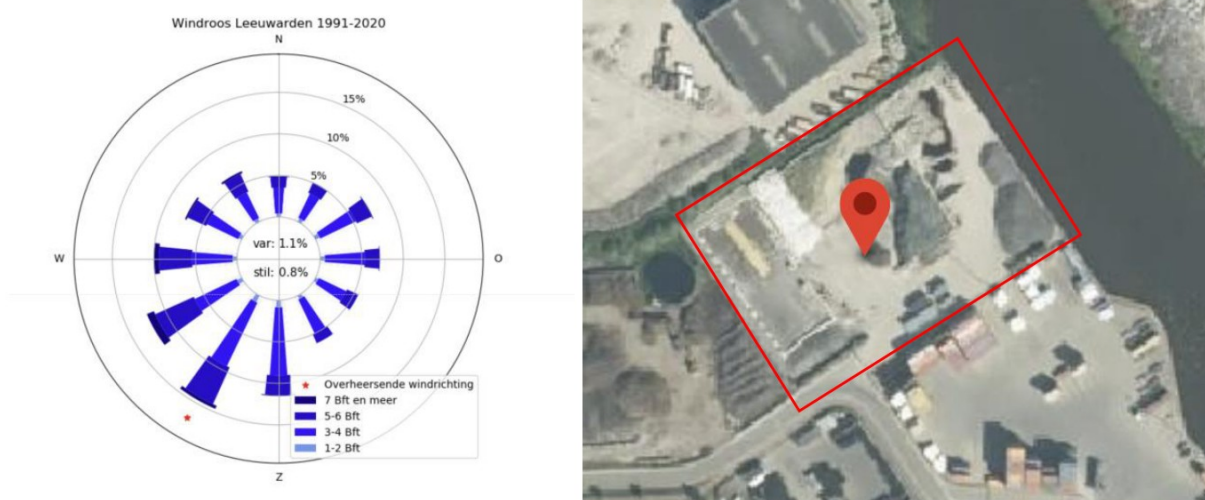 Windroos Leeuwarden 1991-2020
N
15%
10%
5%
var: 1.1%
W
O
stil: 0.8%
Overheersende windrichting
7 Bft en meer
5-6 Bft
3-4 Bft
1-2 Bft
Z